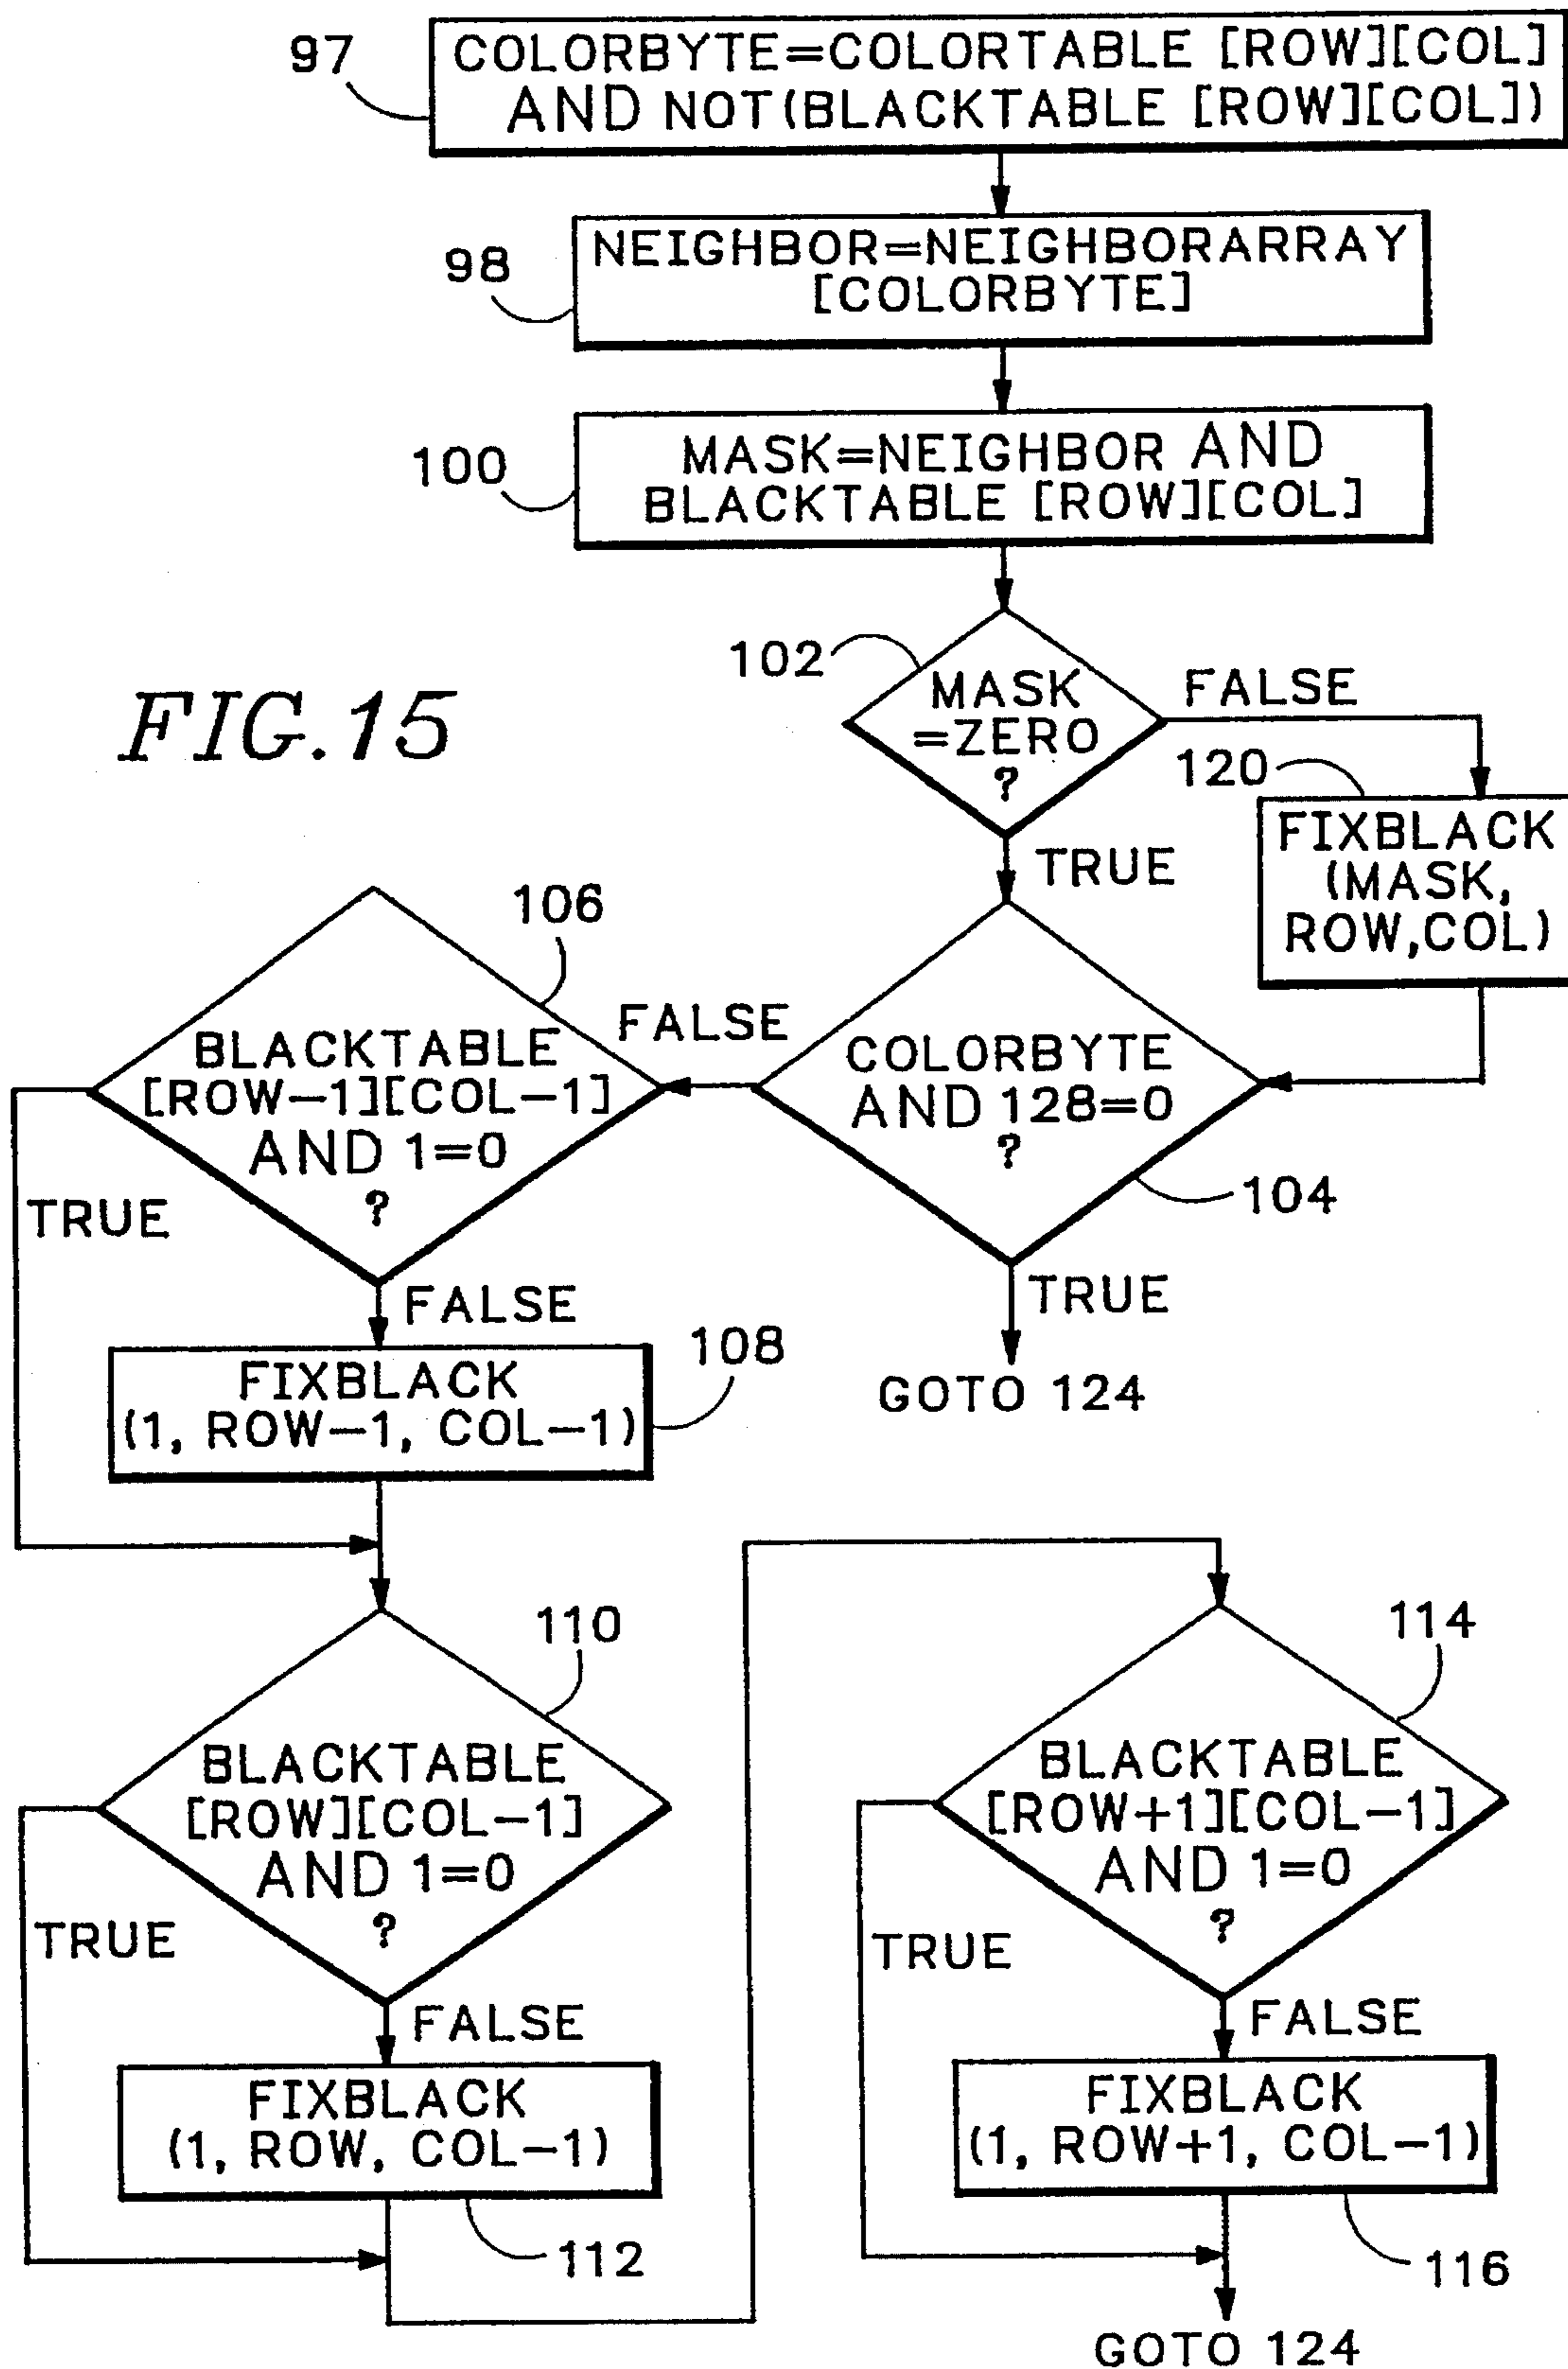 97
COLORBYTE=COLORTABLE [ROW][COL]
AND NOT(BLACKTABLE [ROW][COL])
98
NEIGHBOR=NEIGHBORARRAY
[COLORBYTE]
100
MASK=NEIGHBOR AND
BLACKTABLE [ROW][COL]
102
MASK
=ZERO
?
FALSE
FIG.15
120
FIXBLACK
(MASK,
ROW,COL)
TRUE
106
BLACKTABLE
[ROW−1][COL−1]
AND 1=0
?
FALSE
COLORBYTE
AND 128=0
?
104
TRUE
TRUE
GOTO 124
FALSE
108
FIXBLACK
(1, ROW−1, COL−1)
110
BLACKTABLE
[ROW][COL−1]
AND 1=0
?
TRUE
FALSE
FIXBLACK
(1, ROW, COL−1)
112
114
BLACKTABLE
[ROW+1][COL−1]
AND 1=0
?
TRUE
FALSE
FIXBLACK
(1, ROW+1, COL−1)
116
GOTO 124